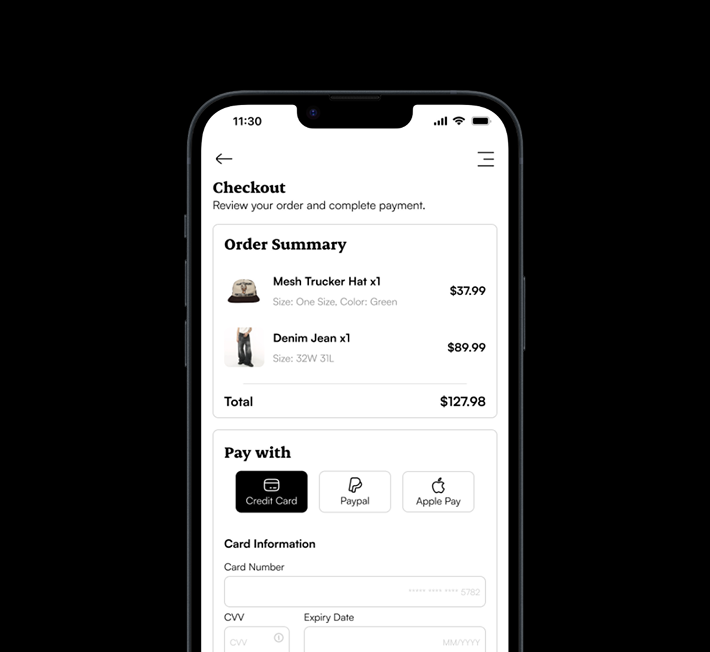 11:30
Checkout
Review your order and complete payment.
Order Summary
Mesh Trucker Hat x1
$37.99
Size: One Size, Color: Green
Denim Jean x1
$89.99
Size: 32W 31L
Total
$127.98
Pay with
Credit Card
Paypal
Apple Pay
Card Information
Card Number
**** **** **** 5782
CVV
Expiry Date
CVV
MM/YYYY